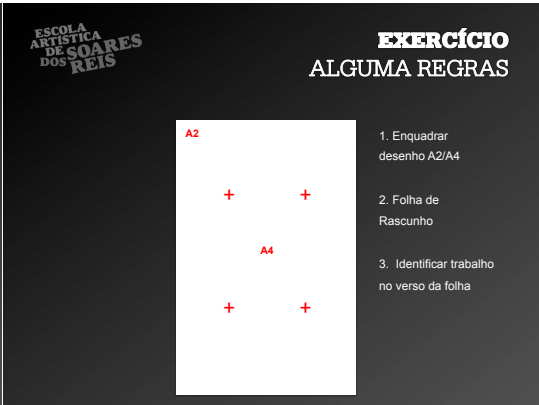 ESCOLA
ARTÍSTICA
DE SOARES
DOS REIS
EXERCÍCIO
ALGUMA REGRAS
A2
A4
1. Enquadrar
desenho A2/A4
2. Folha de
Rascunho
3. Identificar trabalho
no verso da folha